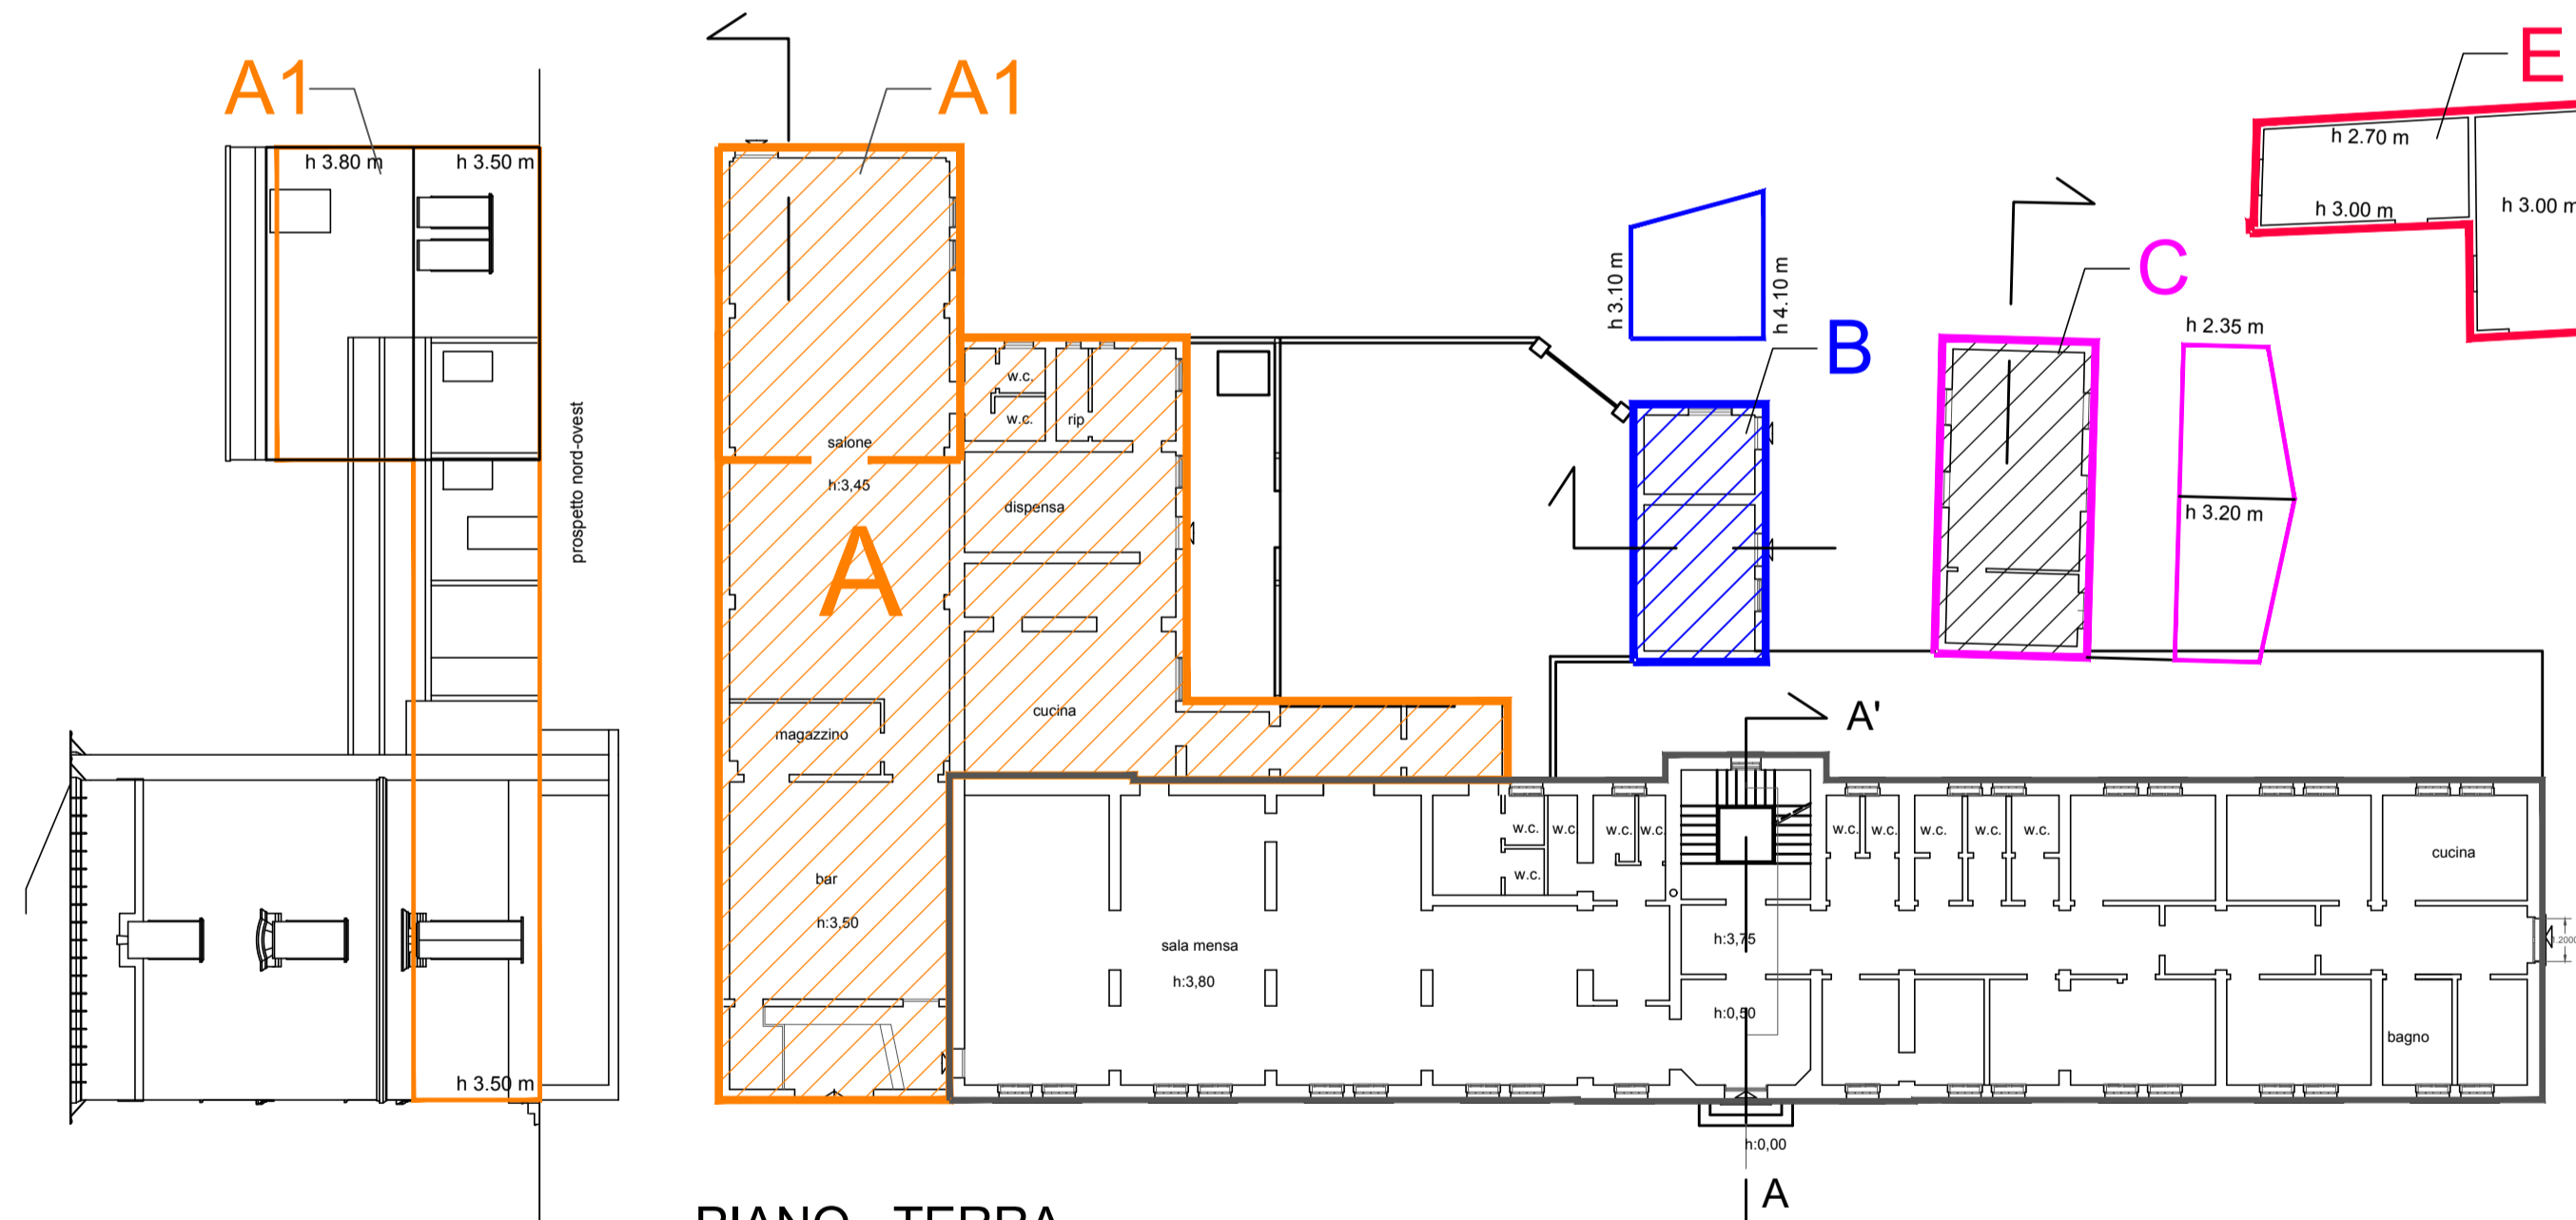 A1
A1
E
h 3.80 m
h 3.50 m
h 2.70 m
h 3.00 m
h 3.00 m
C
h 3.10 m
h 4.10 m
B
h 2.35 m
w.c.
w.c.
rip
prospetto nord-ovest
salone
h:3,45
dispensa
A
h 3.20 m
cucina
magazzino
A'
w.c.
w.c.
w.c.
w.c.
w.c.
w.c.
w.c.
w.c.
w.c.
w.c.
cucina
bar
h:3,50
sala mensa
h:3,80
h:3,75
h:0,50
bagno
h 3.50 m
h:0,00
A
PIANO TERRA